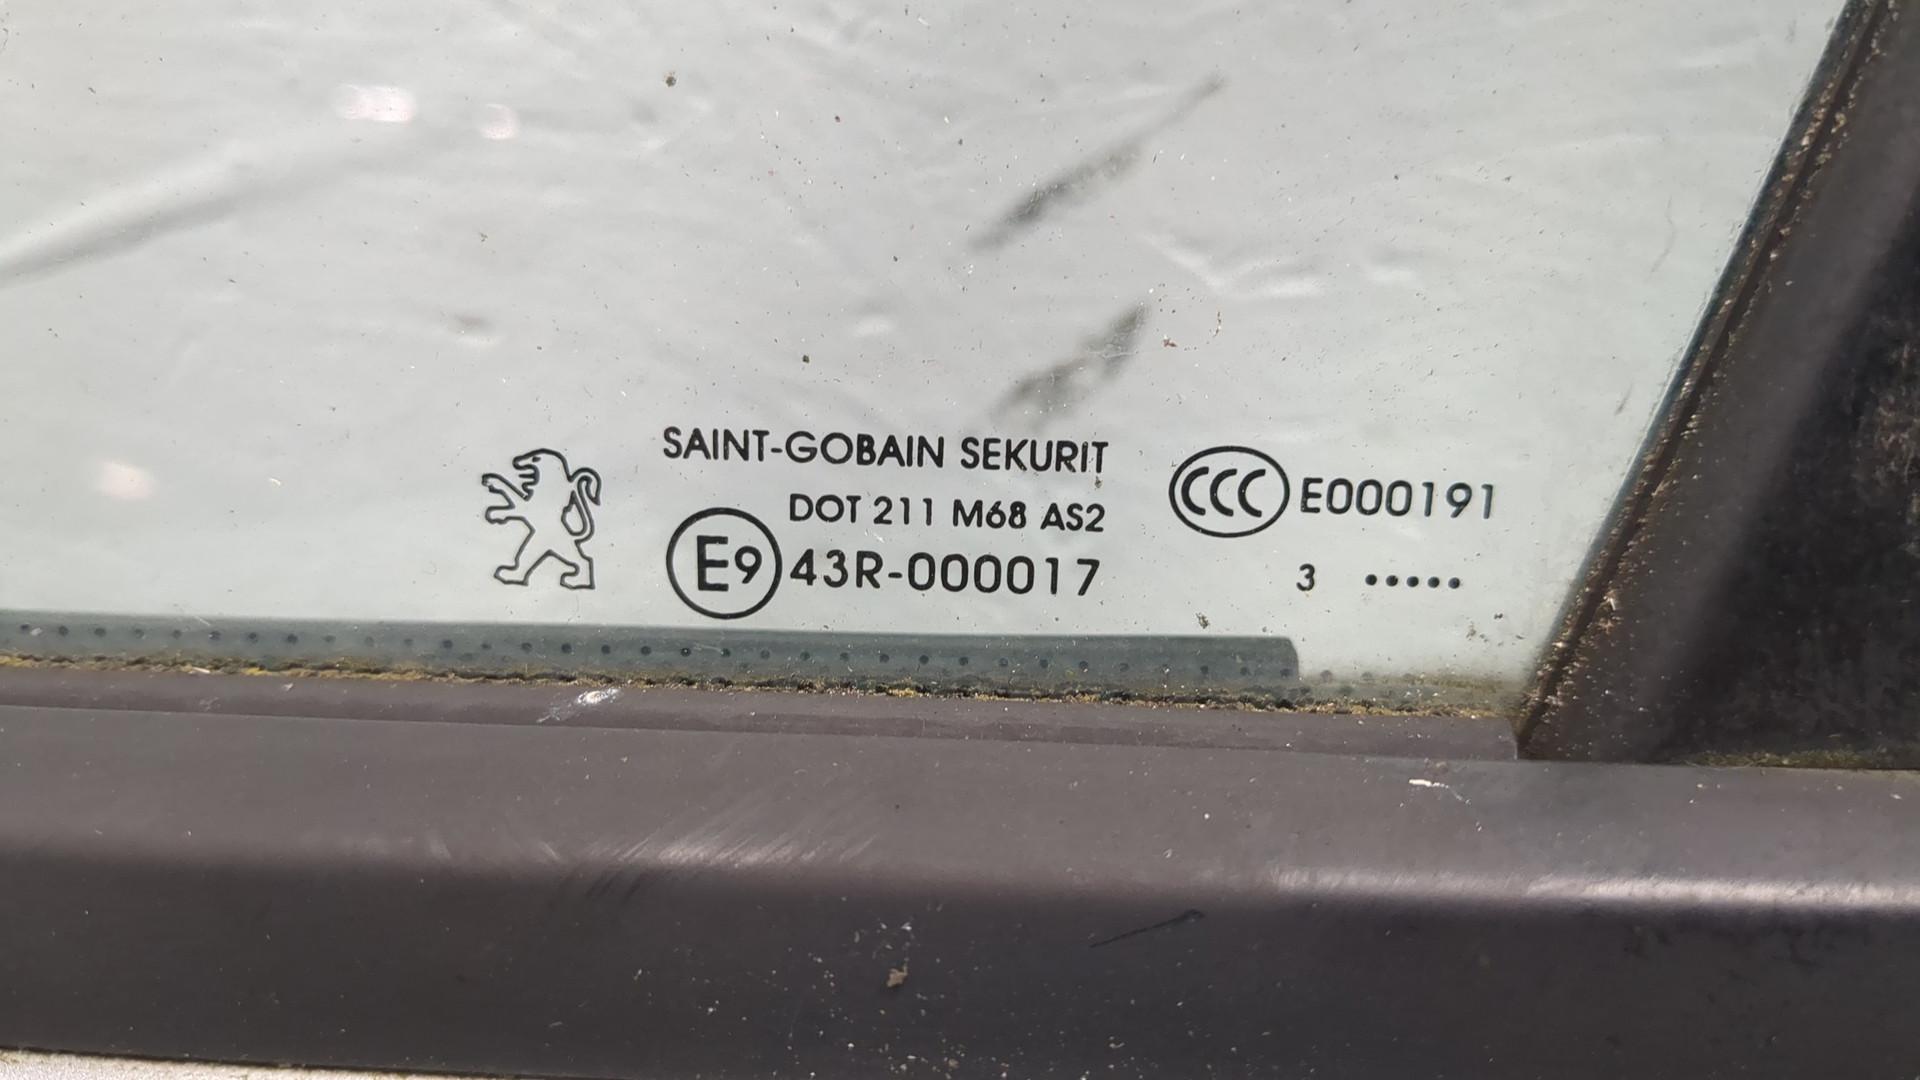 SAINT-GOBAIN SEKURIT
DOT 211 M68 AS2
E9 43R-000017
CCC E000191
3 •••••